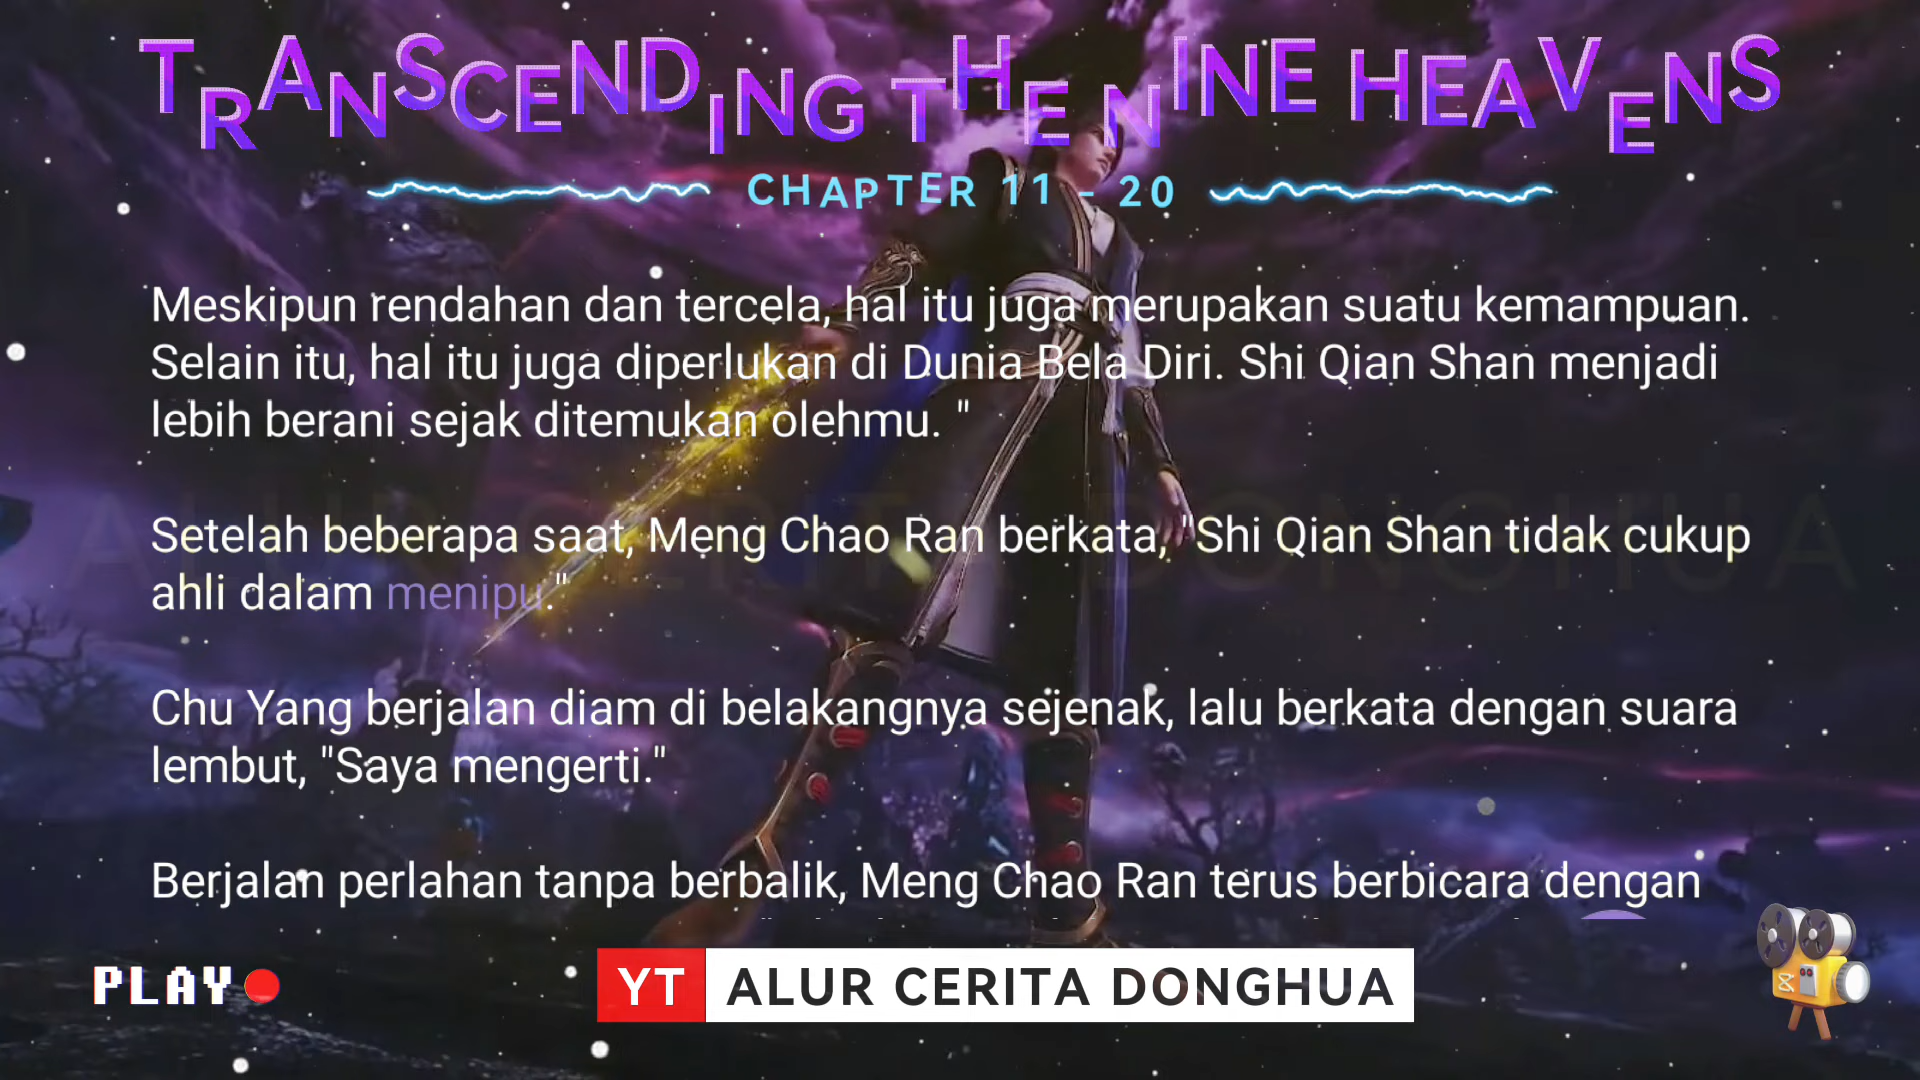 TRANSCENDING THE NINE HEAVENS
CHAPTER 11 - 20
Meskipun rendahan dan tercela, hal itu juga merupakan suatu kemampuan.
Selain itu, hal itu juga diperlukan di Dunia Bela Diri. Shi Qian Shan menjadi
lebih berani sejak ditemukan olehmu. "
ALUR CERITA DONGHUA
Setelah beberapa saat, Meng Chao Ran berkata, "Shi Qian Shan tidak cukup
ahli dalam menipu."
Chu Yang berjalan diam di belakangnya sejenak, lalu berkata dengan suara
lembut, "Saya mengerti."
Berjalan perlahan tanpa berbalik, Meng Chao Ran terus berbicara dengan
PLAY
YT ALUR CERITA DONGHUA